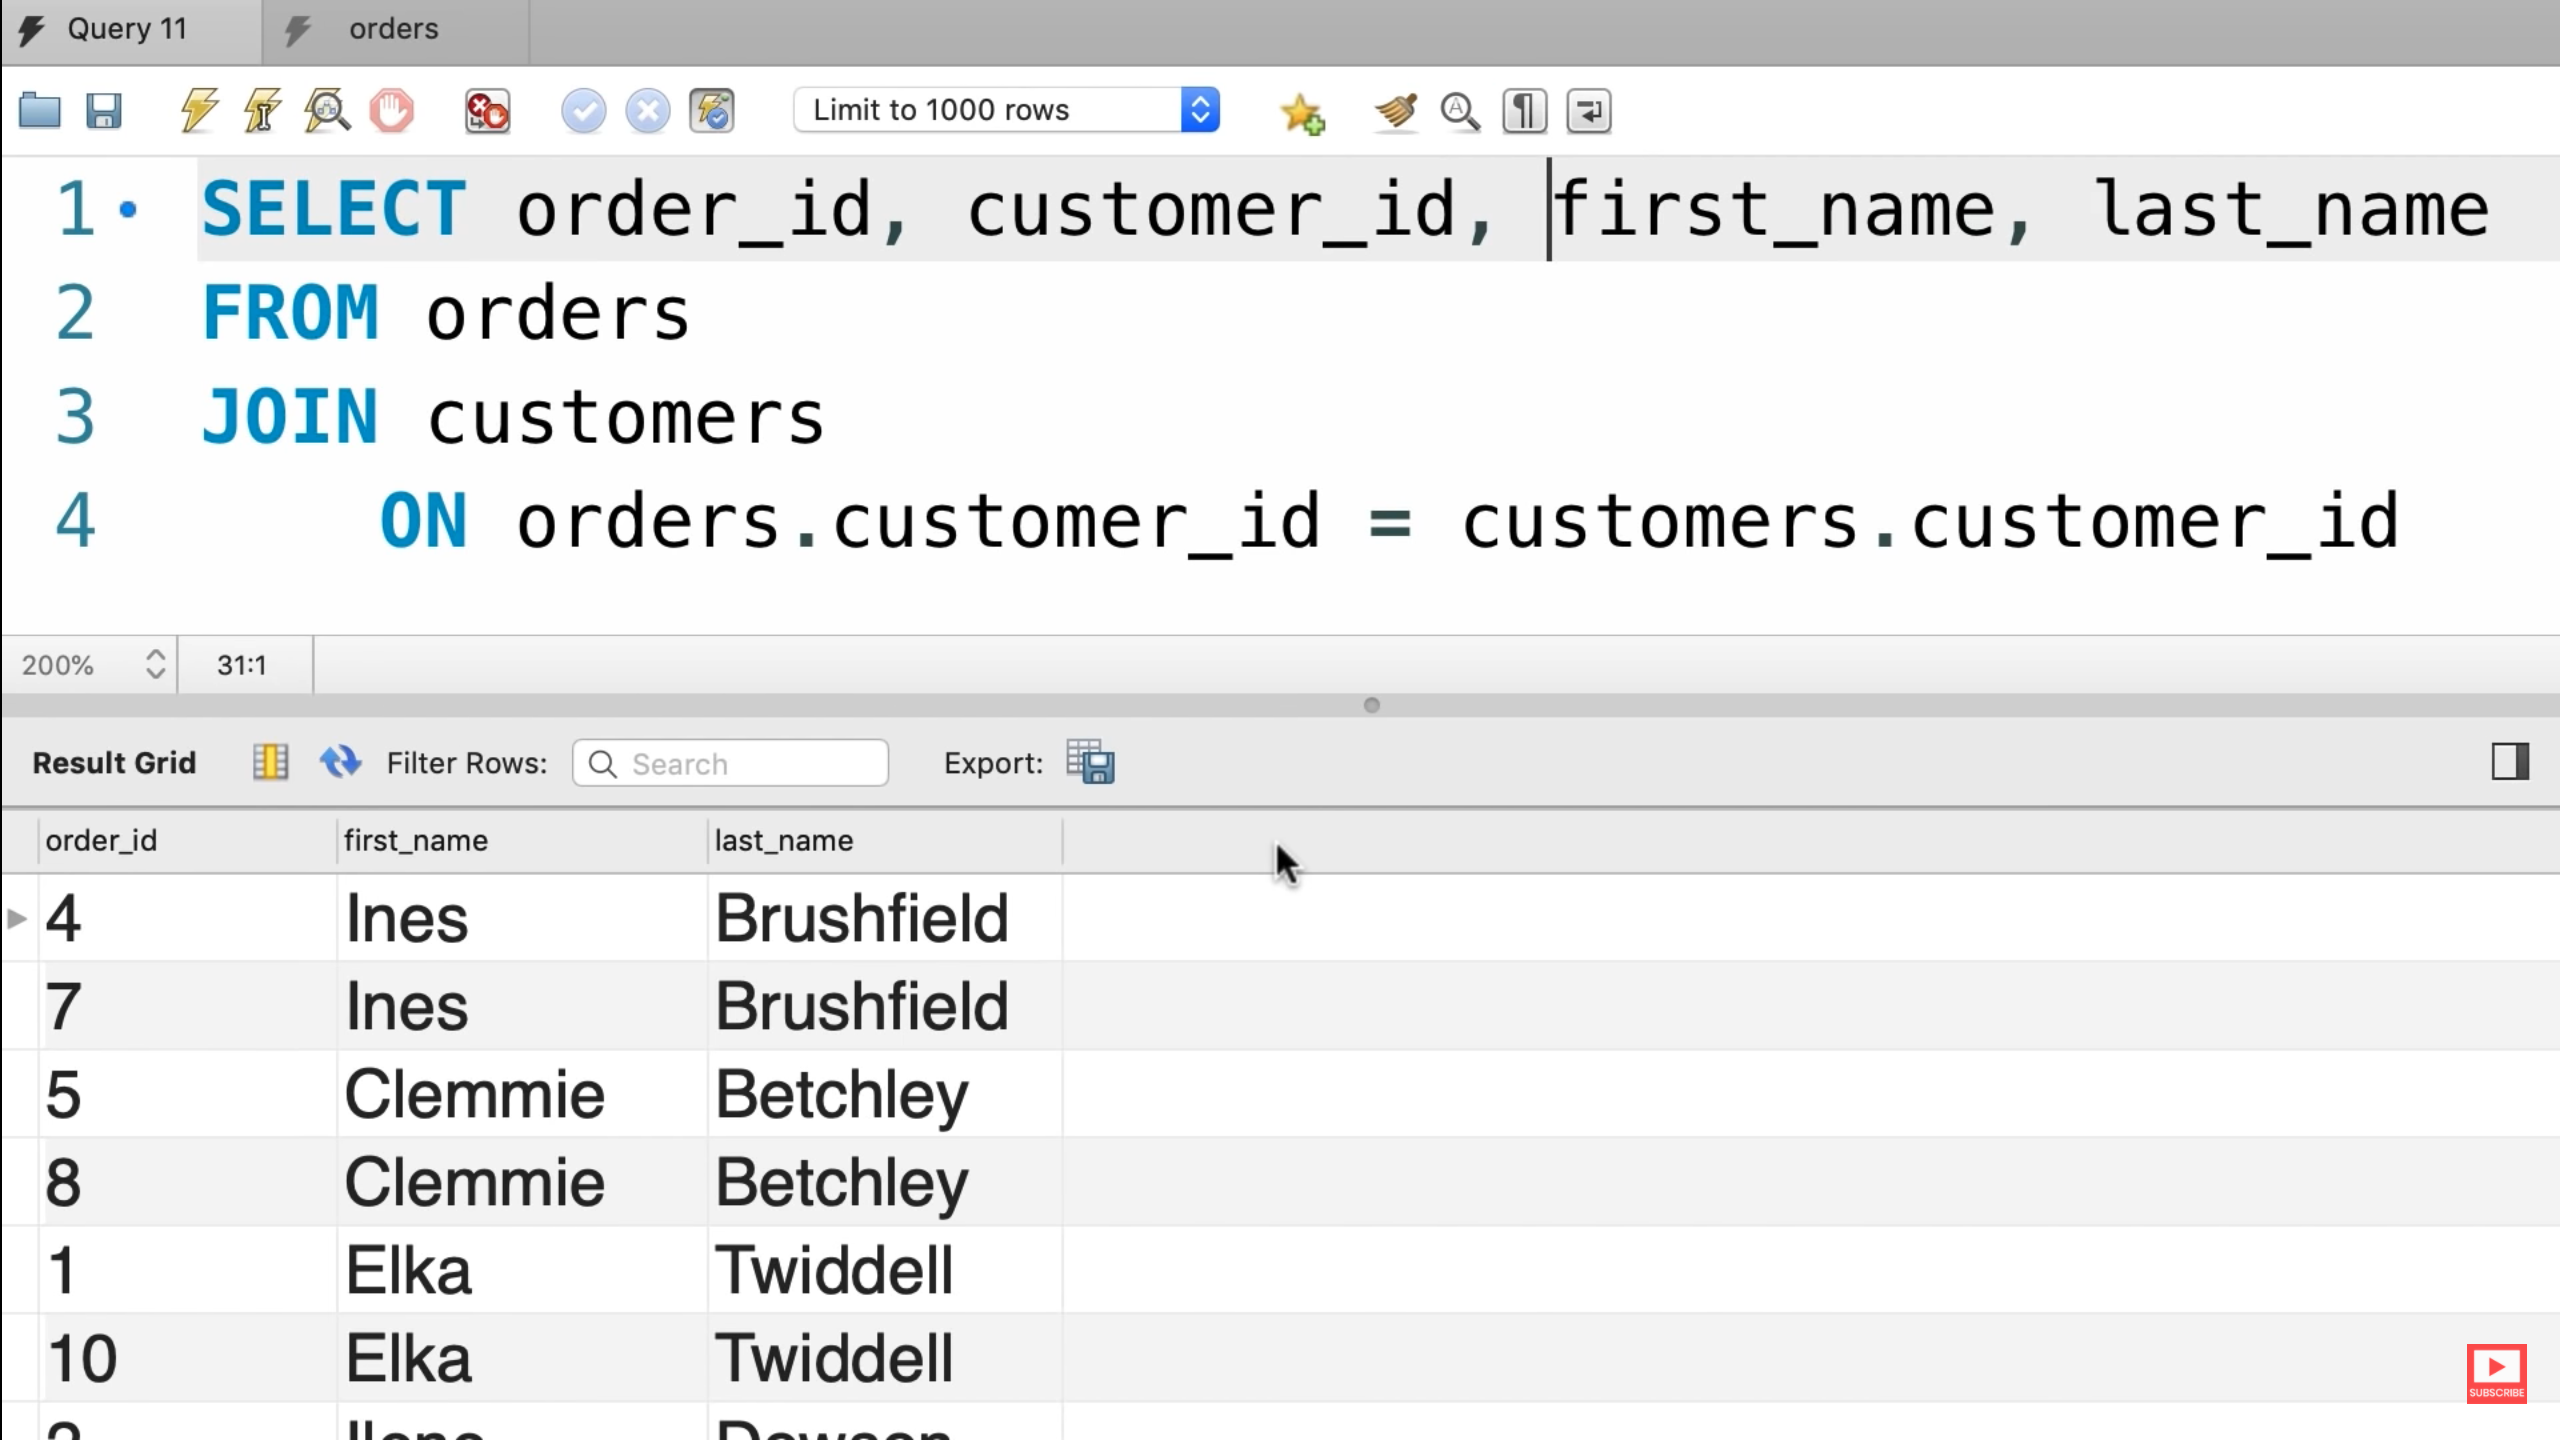 Query 11
orders
Limit to 1000 rows
1 SELECT order_id, customer_id, first_name, last_name
2 FROM orders
3 JOIN customers
4 ON orders.customer_id = customers.customer_id
200% 31:1
Result Grid Filter Rows: Search Export:
order_id first_name last_name
4 Ines Brushfield
7 Ines Brushfield
5 Clemmie Betchley
8 Clemmie Betchley
1 Elka Twiddell
10 Elka Twiddell
SUBSCRIBE